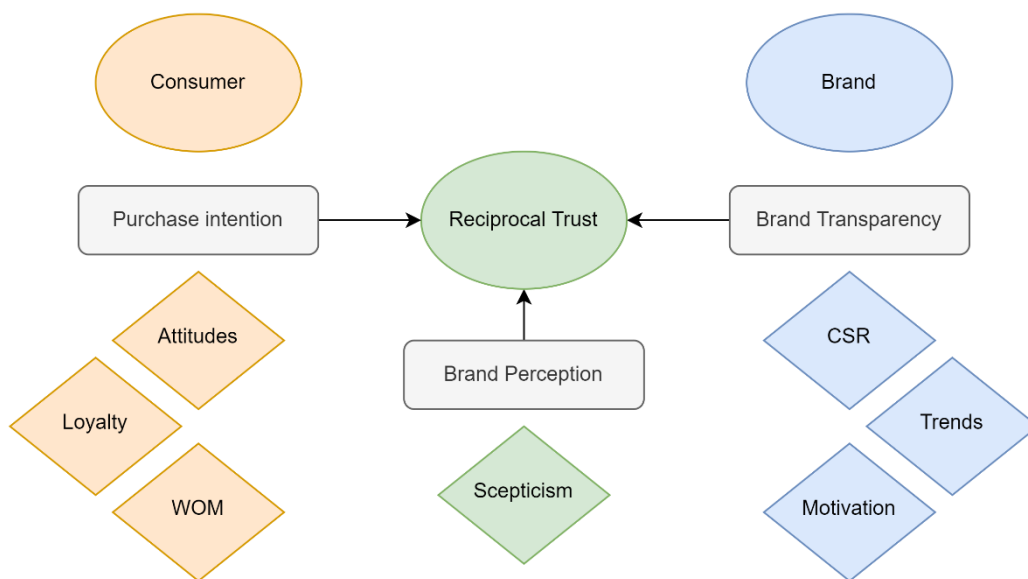 Consumer
Brand
Purchase intention
Reciprocal Trust
Brand Transparency
Attitudes
CSR
Brand Perception
Loyalty
Trends
Scepticism
WOM
Motivation